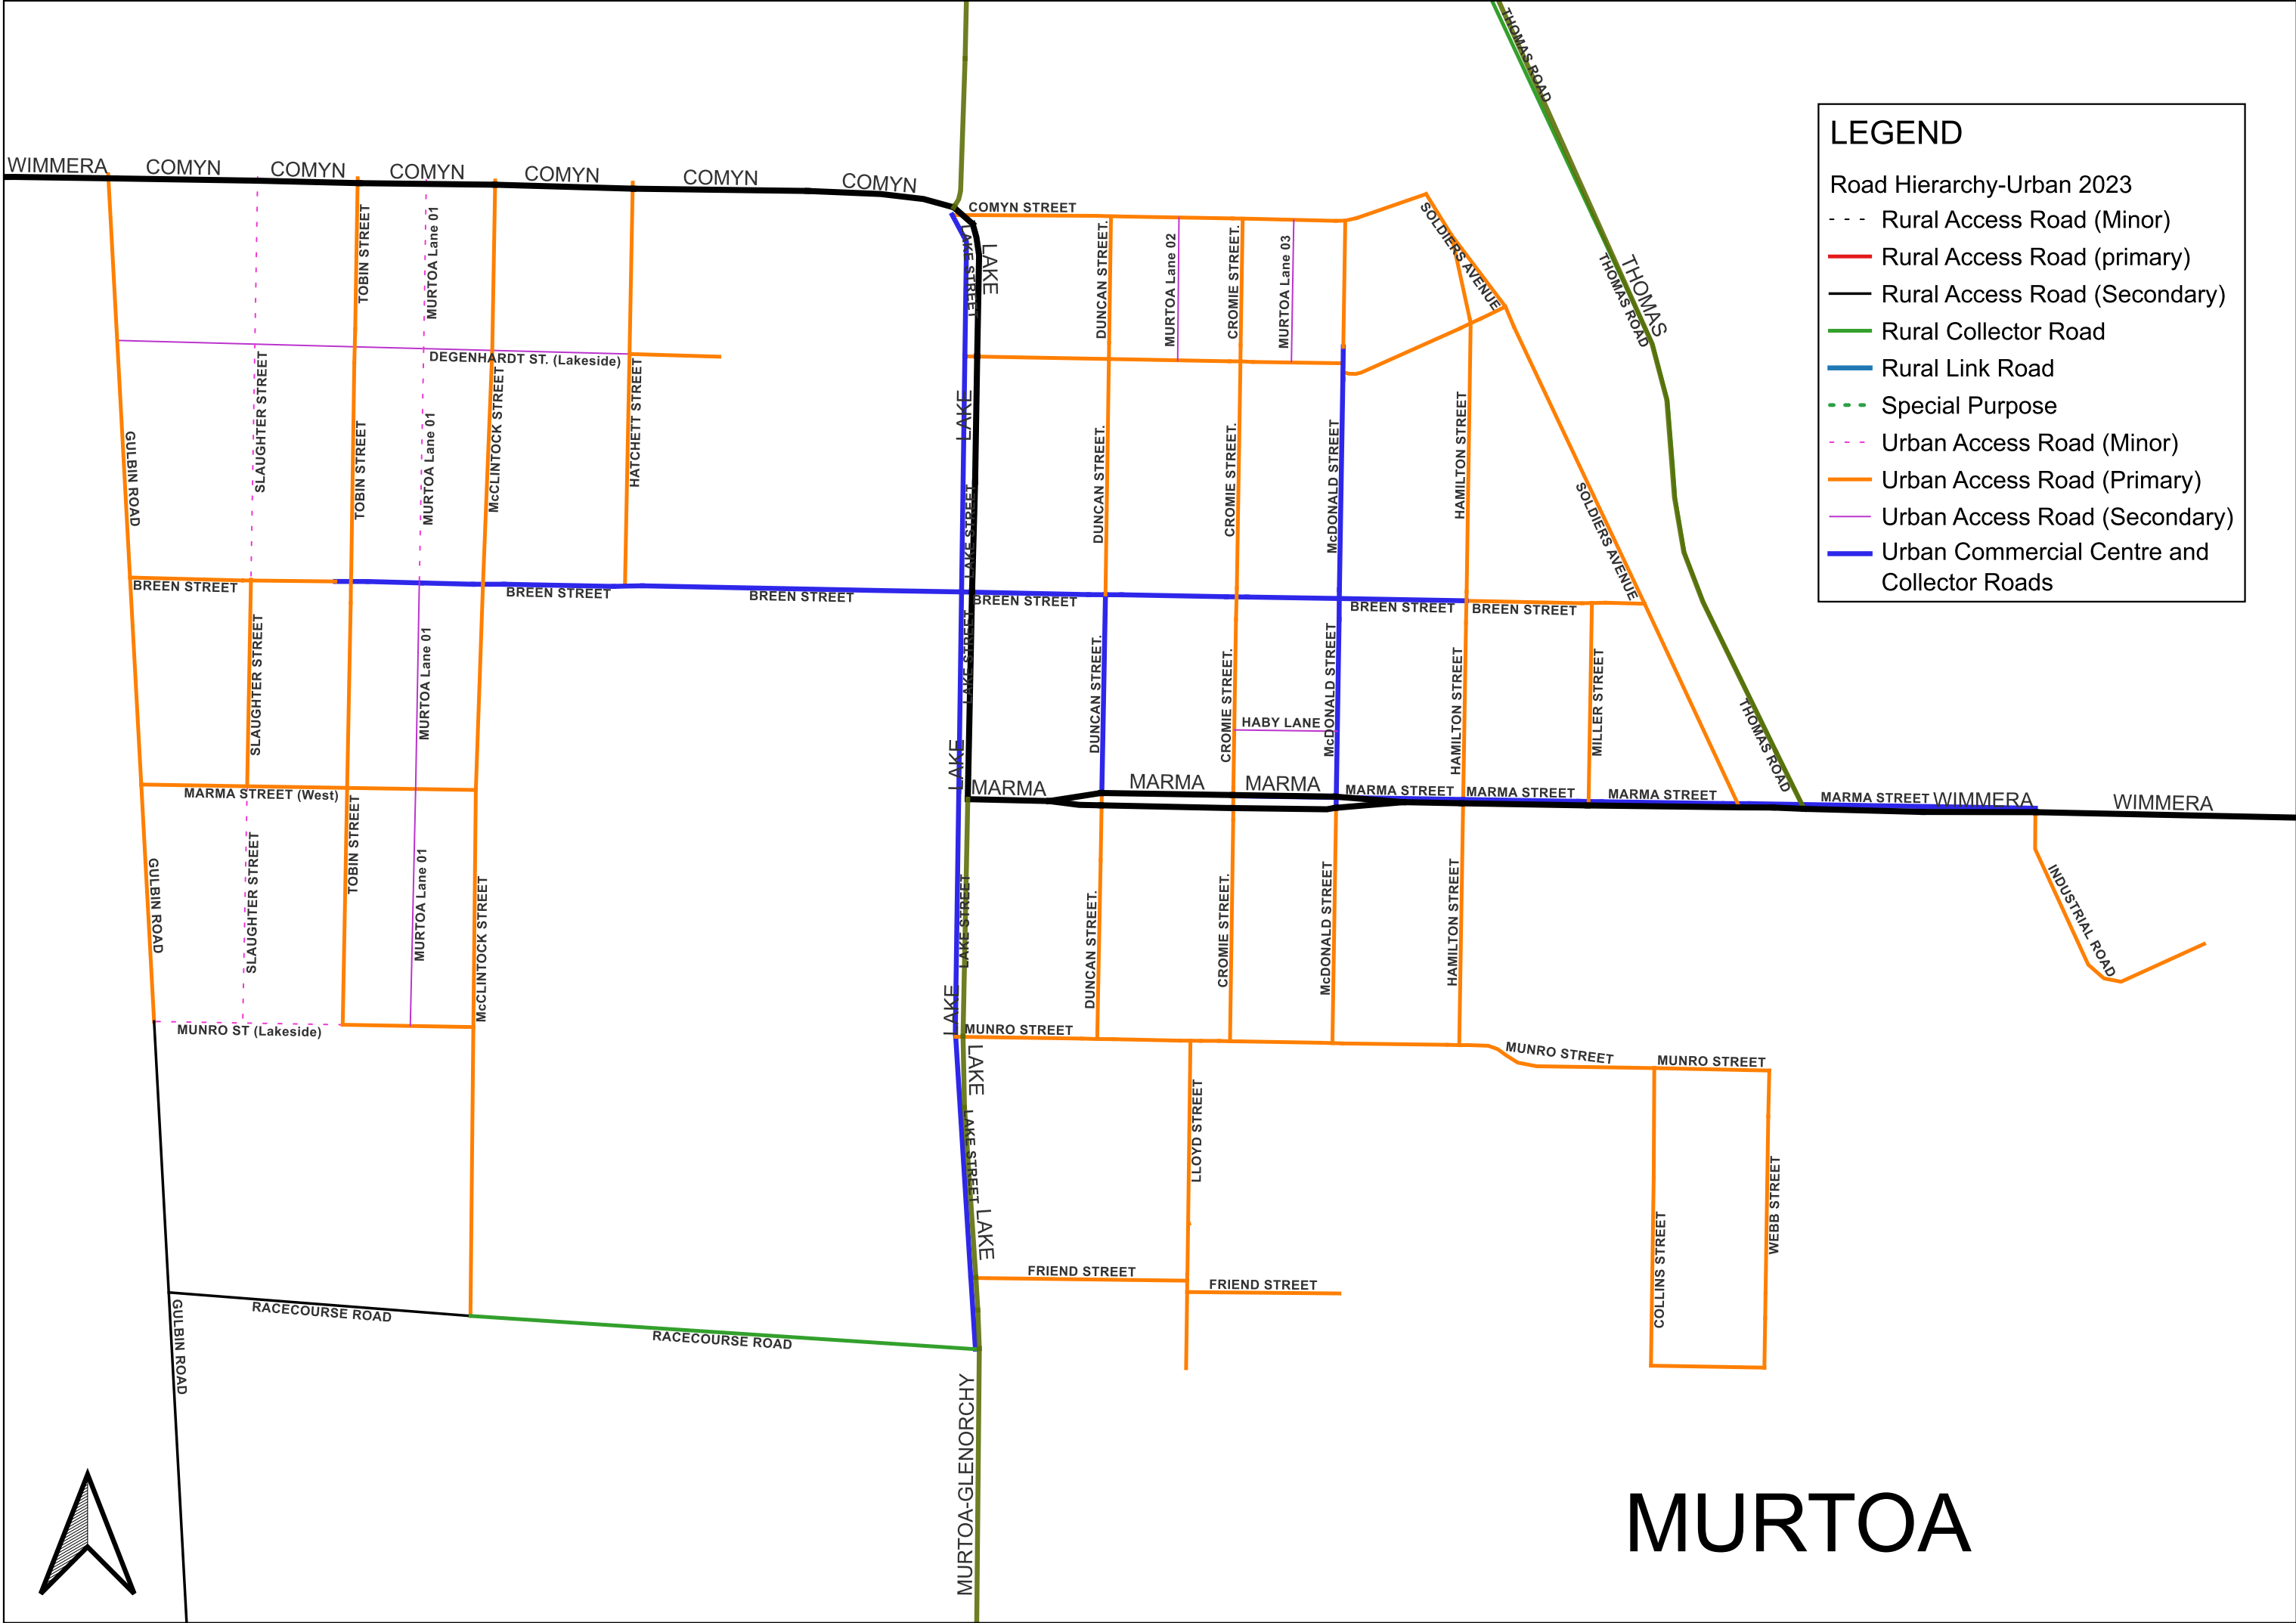 THOMAS ROAD
LEGEND
Road Hierarchy-Urban 2023
Rural Access Road (Minor)
Rural Access Road (primary)
Rural Access Road (Secondary)
Rural Collector Road
Rural Link Road
Special Purpose
Urban Access Road (Minor)
Urban Access Road (Primary)
Urban Access Road (Secondary)
Urban Commercial Centre and
Collector Roads
WIMMERA
COMYN
COMYN
COMYN
COMYN
COMYN
COMYN
COMYN STREET
TOBIN STREET
MURTOA Lane 01
LAKE STREET
LAKE
DUNCAN STREET.
MURTOA Lane 02
CROMIE STREET.
MURTOA Lane 03
SOLDIERS AVENUE
THOMAS
THOMAS ROAD
DEGENHARDT ST. (Lakeside)
GULBIN ROAD
SLAUGHTER STREET
TOBIN STREET
MURTOA Lane 01
McCLINTOCK STREET
HATCHETT STREET
LAKE
LAKE STREET
DUNCAN STREET.
CROMIE STREET.
McDONALD STREET
HAMILTON STREET
SOLDIERS AVENUE
BREEN STREET
BREEN STREET
BREEN STREET
BREEN STREET
BREEN STREET
BREEN STREET
SLAUGHTER STREET
MURTOA Lane 01
LAKE STREET
DUNCAN STREET.
CROMIE STREET.
HABY LANE
McDONALD STREET
HAMILTON STREET
MILLER STREET
THOMAS ROAD
LAKE
MARMA STREET (West)
MARMA
MARMA
MARMA
MARMA STREET
MARMA STREET
MARMA STREET
MARMA STREET
WIMMERA
WIMMERA
GULBIN ROAD
SLAUGHTER STREET
TOBIN STREET
MURTOA Lane 01
McCLINTOCK STREET
LAKE STREET
DUNCAN STREET.
CROMIE STREET.
McDONALD STREET
HAMILTON STREET
INDUSTRIAL ROAD
MUNRO ST (Lakeside)
LAKE
MUNRO STREET
MUNRO STREET
MUNRO STREET
LAKE
LAKE STREET
LLOYD STREET
LAKE
COLLINS STREET
WEBB STREET
FRIEND STREET
FRIEND STREET
GULBIN ROAD
RACECOURSE ROAD
RACECOURSE ROAD
MURTOA-GLENORCHY
MURTOA